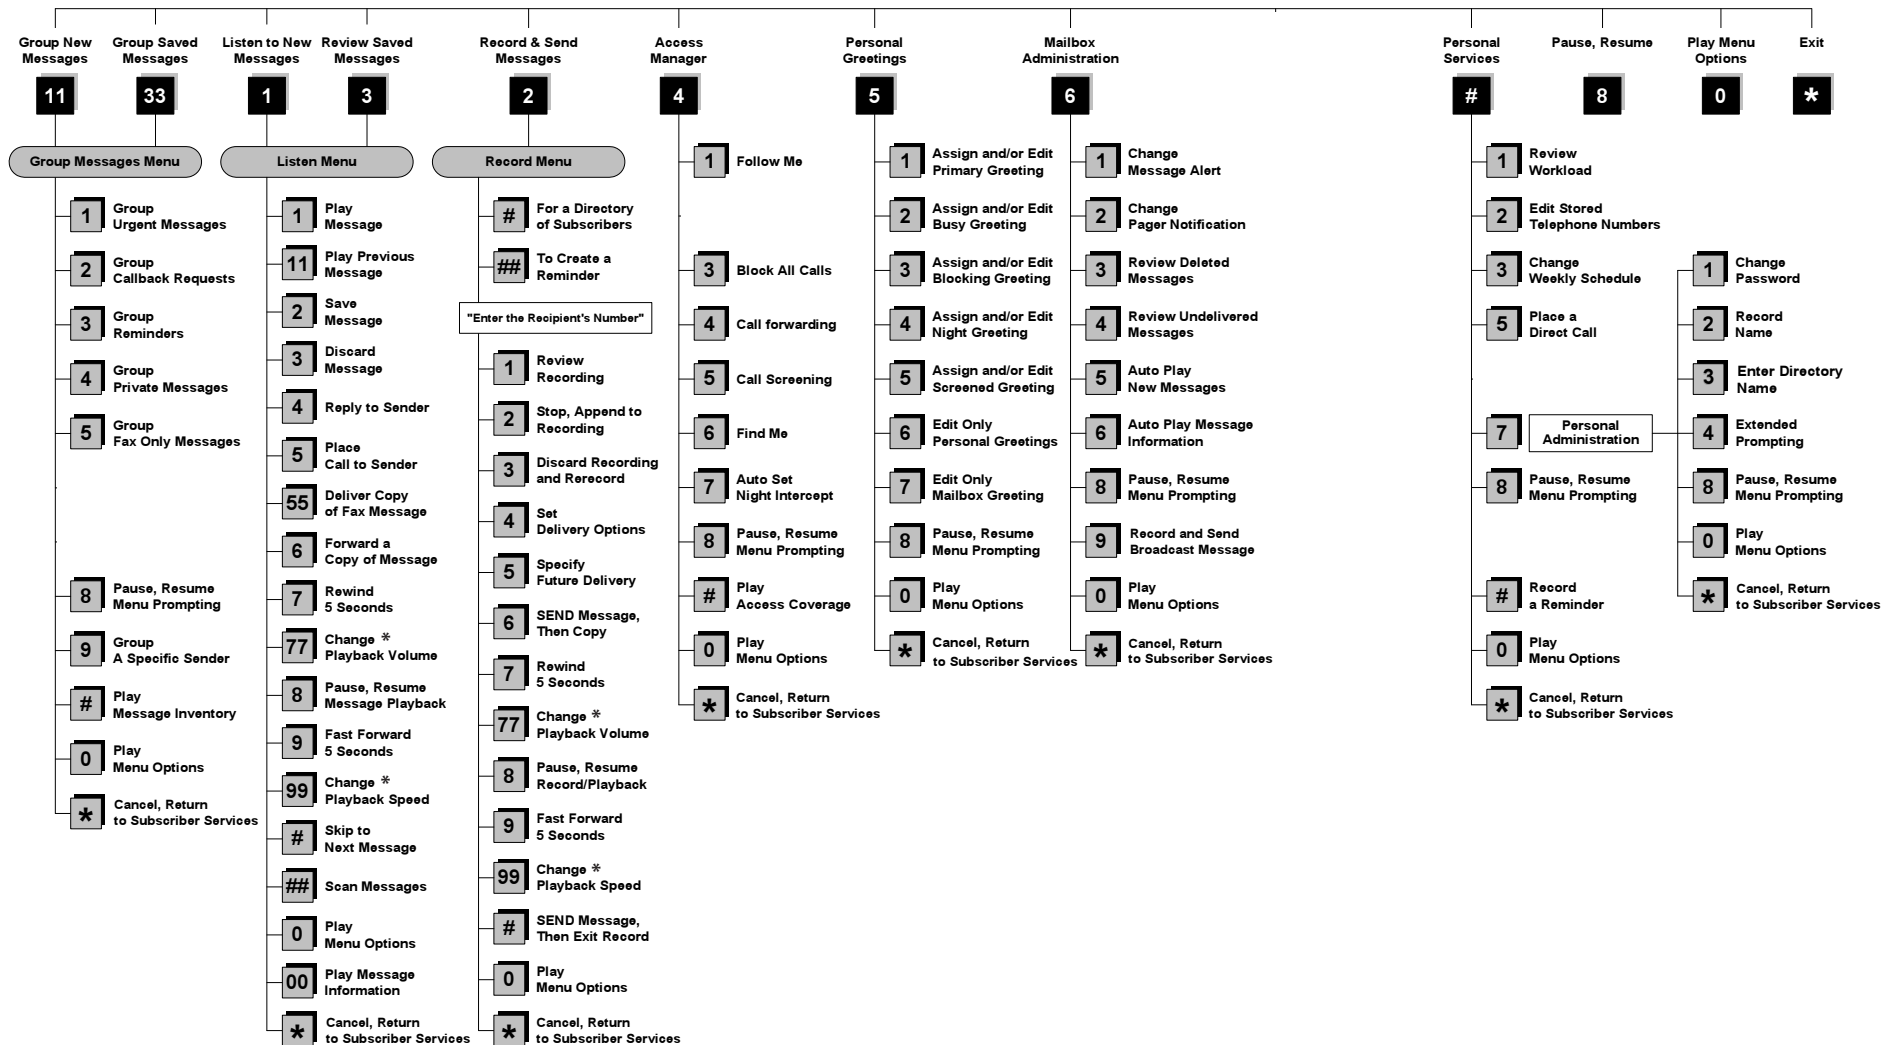 Group New
Messages
11
Group Saved
Messages
33
Listen to New
Messages
1
Review Saved
Messages
3
Record & Send
Messages
2
Access
Manager
4
Personal
Greetings
5
Mailbox
Administration
6
Personal
Services
#
Pause, Resume
8
Play Menu
Options
0
Exit
*
Group Messages Menu
1
Group
Urgent Messages
2
Group
Callback Requests
3
Group
Reminders
4
Group
Private Messages
5
Group
Fax Only Messages
8
Pause, Resume
Menu Prompting
9
Group
A Specific Sender
#
Play
Message Inventory
0
Play
Menu Options
*
Cancel, Return
to Subscriber Services
Listen Menu
1
Play
Message
11
Play Previous
Message
2
Save
Message
3
Discard
Message
4
Reply to Sender
5
Place
Call to Sender
55
Deliver Copy
of Fax Message
6
Forward a
Copy of Message
7
Rewind
5 Seconds
77
Change *
Playback Volume
8
Pause, Resume
Message Playback
9
Fast Forward
5 Seconds
99
Change *
Playback Speed
#
Skip to
Next Message
##
Scan Messages
0
Play
Menu Options
00
Play Message
Information
*
Cancel, Return
to Subscriber Services
Record Menu
#
For a Directory
of Subscribers
##
To Create a
Reminder
"Enter the Recipient's Number"
1
Review
Recording
2
Stop, Append to
Recording
3
Discard Recording
and Rerecord
4
Set
Delivery Options
5
Specify
Future Delivery
6
SEND Message,
Then Copy
7
Rewind
5 Seconds
77
Change *
Playback Volume
8
Pause, Resume
Record/Playback
9
Fast Forward
5 Seconds
99
Change *
Playback Speed
#
SEND Message,
Then Exit Record
0
Play
Menu Options
*
Cancel, Return
to Subscriber Services
1
Follow Me
3
Block All Calls
4
Call forwarding
5
Call Screening
6
Find Me
7
Auto Set
Night Intercept
8
Pause, Resume
Menu Prompting
#
Play
Access Coverage
0
Play
Menu Options
*
Cancel, Return
to Subscriber Services
1
Assign and/or Edit
Primary Greeting
2
Assign and/or Edit
Busy Greeting
3
Assign and/or Edit
Blocking Greeting
4
Assign and/or Edit
Night Greeting
5
Assign and/or Edit
Screened Greeting
6
Edit Only
Personal Greetings
7
Edit Only
Mailbox Greeting
8
Pause, Resume
Menu Prompting
0
Play
Menu Options
*
Cancel, Return
to Subscriber Services
1
Change
Message Alert
2
Change
Pager Notification
3
Review Deleted
Messages
4
Review Undelivered
Messages
5
Auto Play
New Messages
6
Auto Play Message
Information
8
Pause, Resume
Menu Prompting
9
Record and Send
Broadcast Message
0
Play
Menu Options
*
Cancel, Return
to Subscriber Services
1
Review
Workload
2
Edit Stored
Telephone Numbers
3
Change
Weekly Schedule
5
Place a
Direct Call
7
Personal
Administration
8
Pause, Resume
Menu Prompting
#
Record
a Reminder
0
Play
Menu Options
*
Cancel, Return
to Subscriber Services
1
Change
Password
2
Record
Name
3
Enter Directory
Name
4
Extended
Prompting
8
Pause, Resume
Menu Prompting
0
Play
Menu Options
*
Cancel, Return
to Subscriber Services